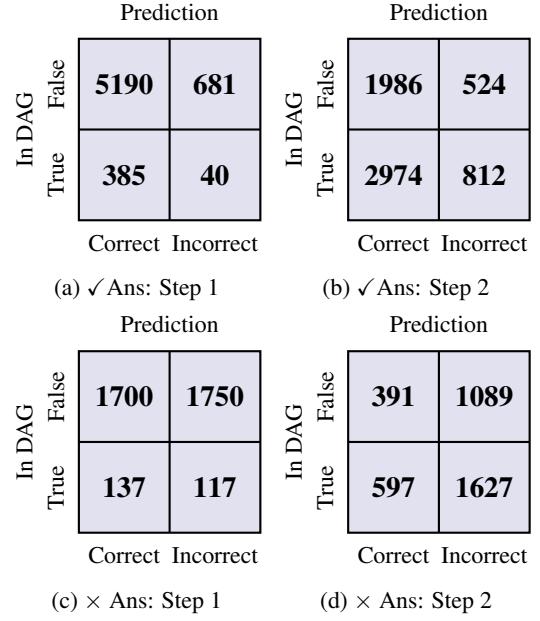 Prediction Prediction
In DAG False 5190 681 In DAG False 1986 524
True 385 40 True 2974 812
Correct Incorrect Correct Incorrect
(a) ✓Ans: Step 1 (b) ✓Ans: Step 2
Prediction Prediction
In DAG False 1700 1750 In DAG False 391 1089
True 137 117 True 597 1627
Correct Incorrect Correct Incorrect
(c) × Ans: Step 1 (d) × Ans: Step 2